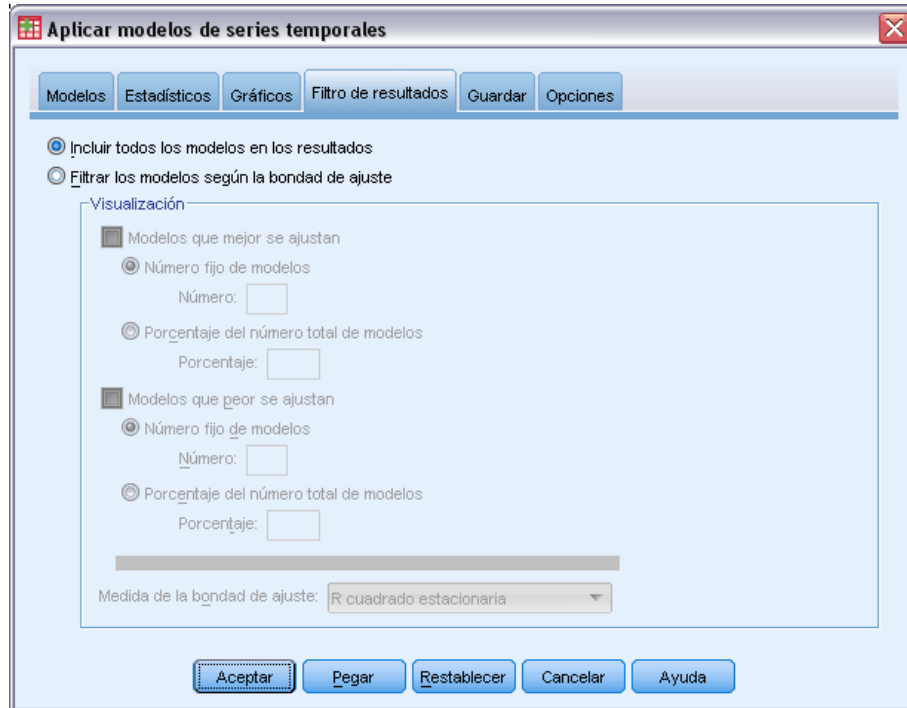 Aplicar modelos de series temporales
Modelos Estadísticos Gráficos Filtro de resultados Guardar Opciones
Incluir todos los modelos en los resultados
Filtrar los modelos según la bondad de ajuste
Visualización
Modelos que mejor se ajustan
Número fijo de modelos
Número:
Porcentaje del número total de modelos
Porcentaje:
Modelos que peor se ajustan
Número fijo de modelos
Número:
Porcentaje del número total de modelos
Porcentaje:
Medida de la bondad de ajuste: R cuadrado estacionaria
Aceptar Pegar Restablecer Cancelar Ayuda